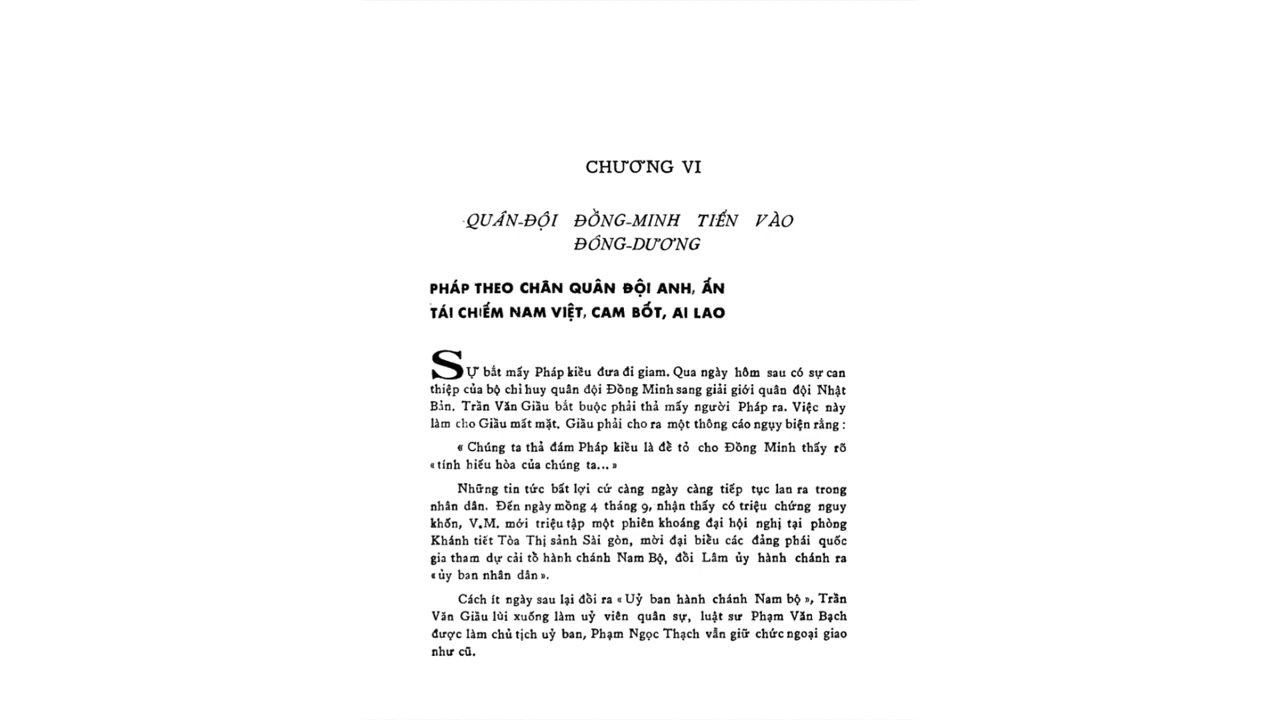 CHƯƠNG VI
QUÂN-ĐỘI ĐỒNG-MINH TIẾN VÀO
ĐÔNG-DƯƠNG
PHÁP THEO CHÂN QUÂN ĐỘI ANH, ẤN
TÁI CHIẾM NAM VIỆT, CAM BỐT, AI LAO
SỰ bắt mấy Pháp kiều đưa đi giam. Qua ngày hôm sau có sự can
thiệp của bộ chỉ huy quân đội Đồng Minh sang giải giới quân đội Nhật
Bản. Trần Văn Giầu bắt buộc phải thả mấy người Pháp ra. Việc này
làm cho Giầu mất mặt. Giầu phải cho ra một thông cáo ngụy biện rằng :
« Chúng ta thả đám Pháp kiều là để tỏ cho Đồng Minh thấy rõ
« tính hiếu hòa của chúng ta... »
Những tin tức bất lợi cứ càng ngày càng tiếp tục lan ra trong
nhân dân. Đến ngày mồng 4 tháng 9, nhận thấy có triệu chứng nguy
khốn, V.M. mới triệu tập một phiên khoáng đại hội nghị tại phòng
Khánh tiết Tòa Thị sảnh Sài gòn, mời đại biểu các đảng phái quốc
gia tham dự cải tổ hành chánh Nam Bộ, đổi Lâm ủy hành chánh ra
« ủy ban nhân dân ».
Cách ít ngày sau lại đổi ra « Uỷ ban hành chánh Nam bộ », Trần
Văn Giầu lùi xuống làm uỷ viên quân sự, luật sư Phạm Văn Bạch
được làm chủ tịch uỷ ban, Phạm Ngọc Thạch vẫn giữ chức ngoại giao
như cũ.